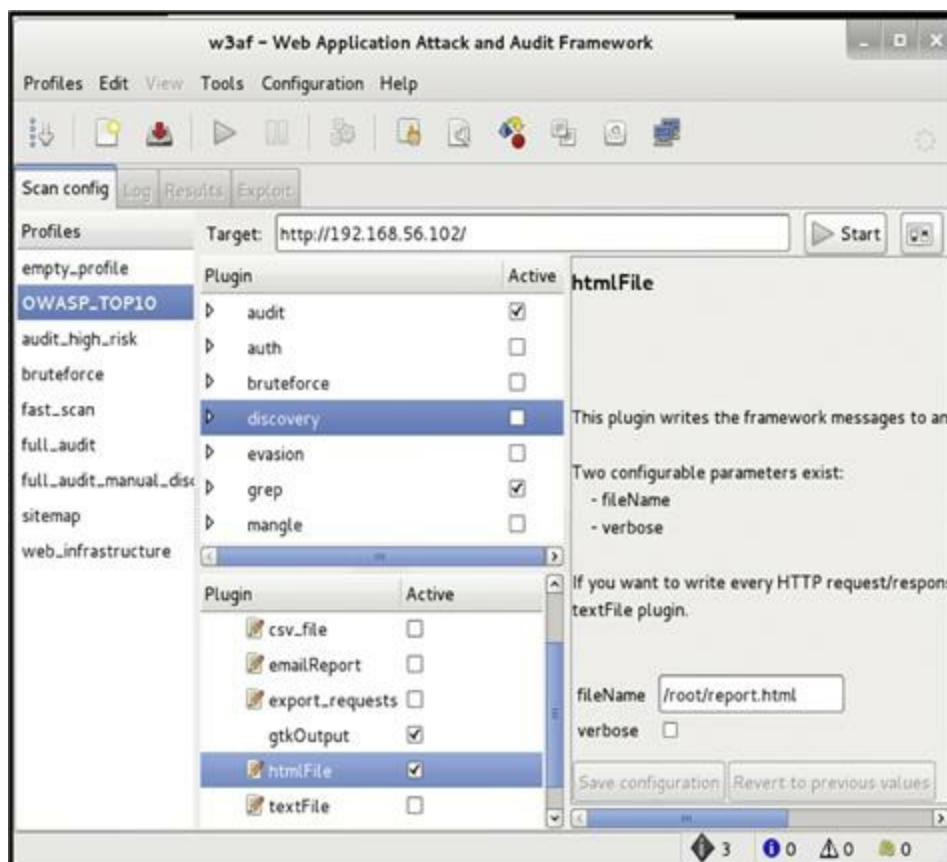 w3af - Web Application Attack and Audit Framework
Profiles Edit View Tools Configuration Help
Scan config Log Results Exploit
Profiles
empty_profile
OWASP_TOP10
audit_high_risk
bruteforce
fast_scan
full_audit
full_audit_manual_disc
sitemap
web_infrastructure
Target: http://192.168.56.102/ Start
Plugin Active
audit
auth
bruteforce
discovery
evasion
grep
mangle
Plugin Active
csv_file
emailReport
export_requests
gtkOutput
htmlFile
textFile
htmlFile
This plugin writes the framework messages to an
Two configurable parameters exist:
- fileName
- verbose
If you want to write every HTTP request/respons
textFile plugin.
fileName /root/report.html
verbose
Save configuration Revert to previous values
3 0 0 0